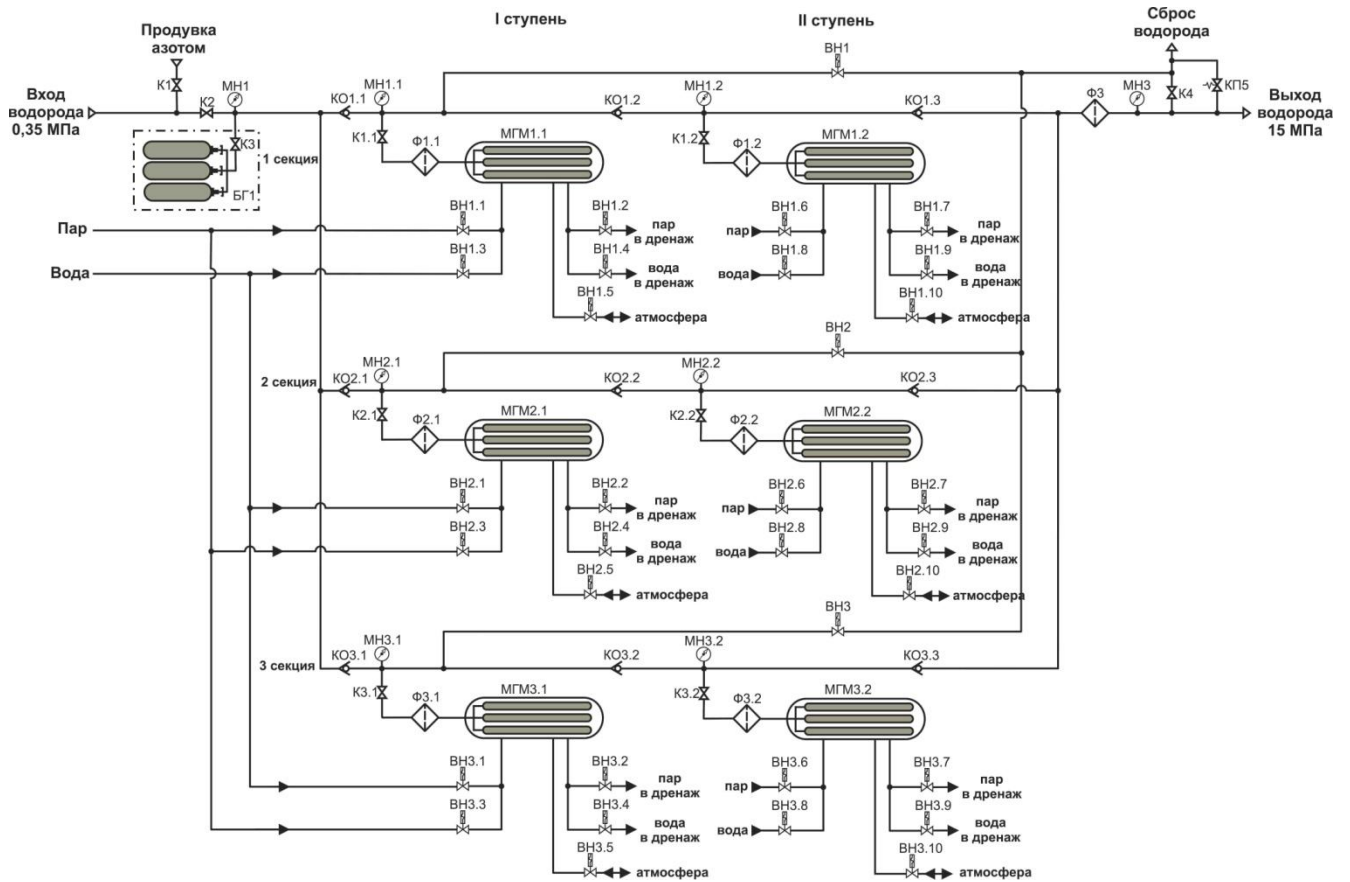 I ступень
II ступень
Сброс
водорода
Продувка
азотом
ВН1
К1
МН1
МН1.1
МН1.2
МН3
К4
КП5
Вход
водорода
0,35 МПа
К2
КО1.1
КО1.2
КО1.3
Ф3
Выход
водорода
15 МПа
К3
1 секция
БГ1
К1.1
Ф1.1
МГМ1.1
К1.2
Ф1.2
МГМ1.2
Пар
ВН1.1
ВН1.2
пар
в дренаж
ВН1.6
пар
ВН1.7
пар
в дренаж
Вода
ВН1.3
ВН1.4
вода
в дренаж
ВН1.8
вода
ВН1.9
вода
в дренаж
ВН1.5
атмосфера
ВН1.10
атмосфера
ВН2
2 секция
КО2.1
МН2.1
КО2.2
МН2.2
КО2.3
К2.1
Ф2.1
МГМ2.1
К2.2
Ф2.2
МГМ2.2
ВН2.1
ВН2.2
пар
в дренаж
ВН2.6
пар
ВН2.7
пар
в дренаж
ВН2.3
ВН2.4
вода
в дренаж
ВН2.8
вода
ВН2.9
вода
в дренаж
ВН2.5
атмосфера
ВН2.10
атмосфера
ВН3
3 секция
КО3.1
МН3.1
КО3.2
МН3.2
КО3.3
К3.1
Ф3.1
МГМ3.1
К3.2
Ф3.2
МГМ3.2
ВН3.1
ВН3.2
пар
в дренаж
ВН3.6
пар
ВН3.7
пар
в дренаж
ВН3.3
ВН3.4
вода
в дренаж
ВН3.8
вода
ВН3.9
вода
в дренаж
ВН3.5
атмосфера
ВН3.10
атмосфера